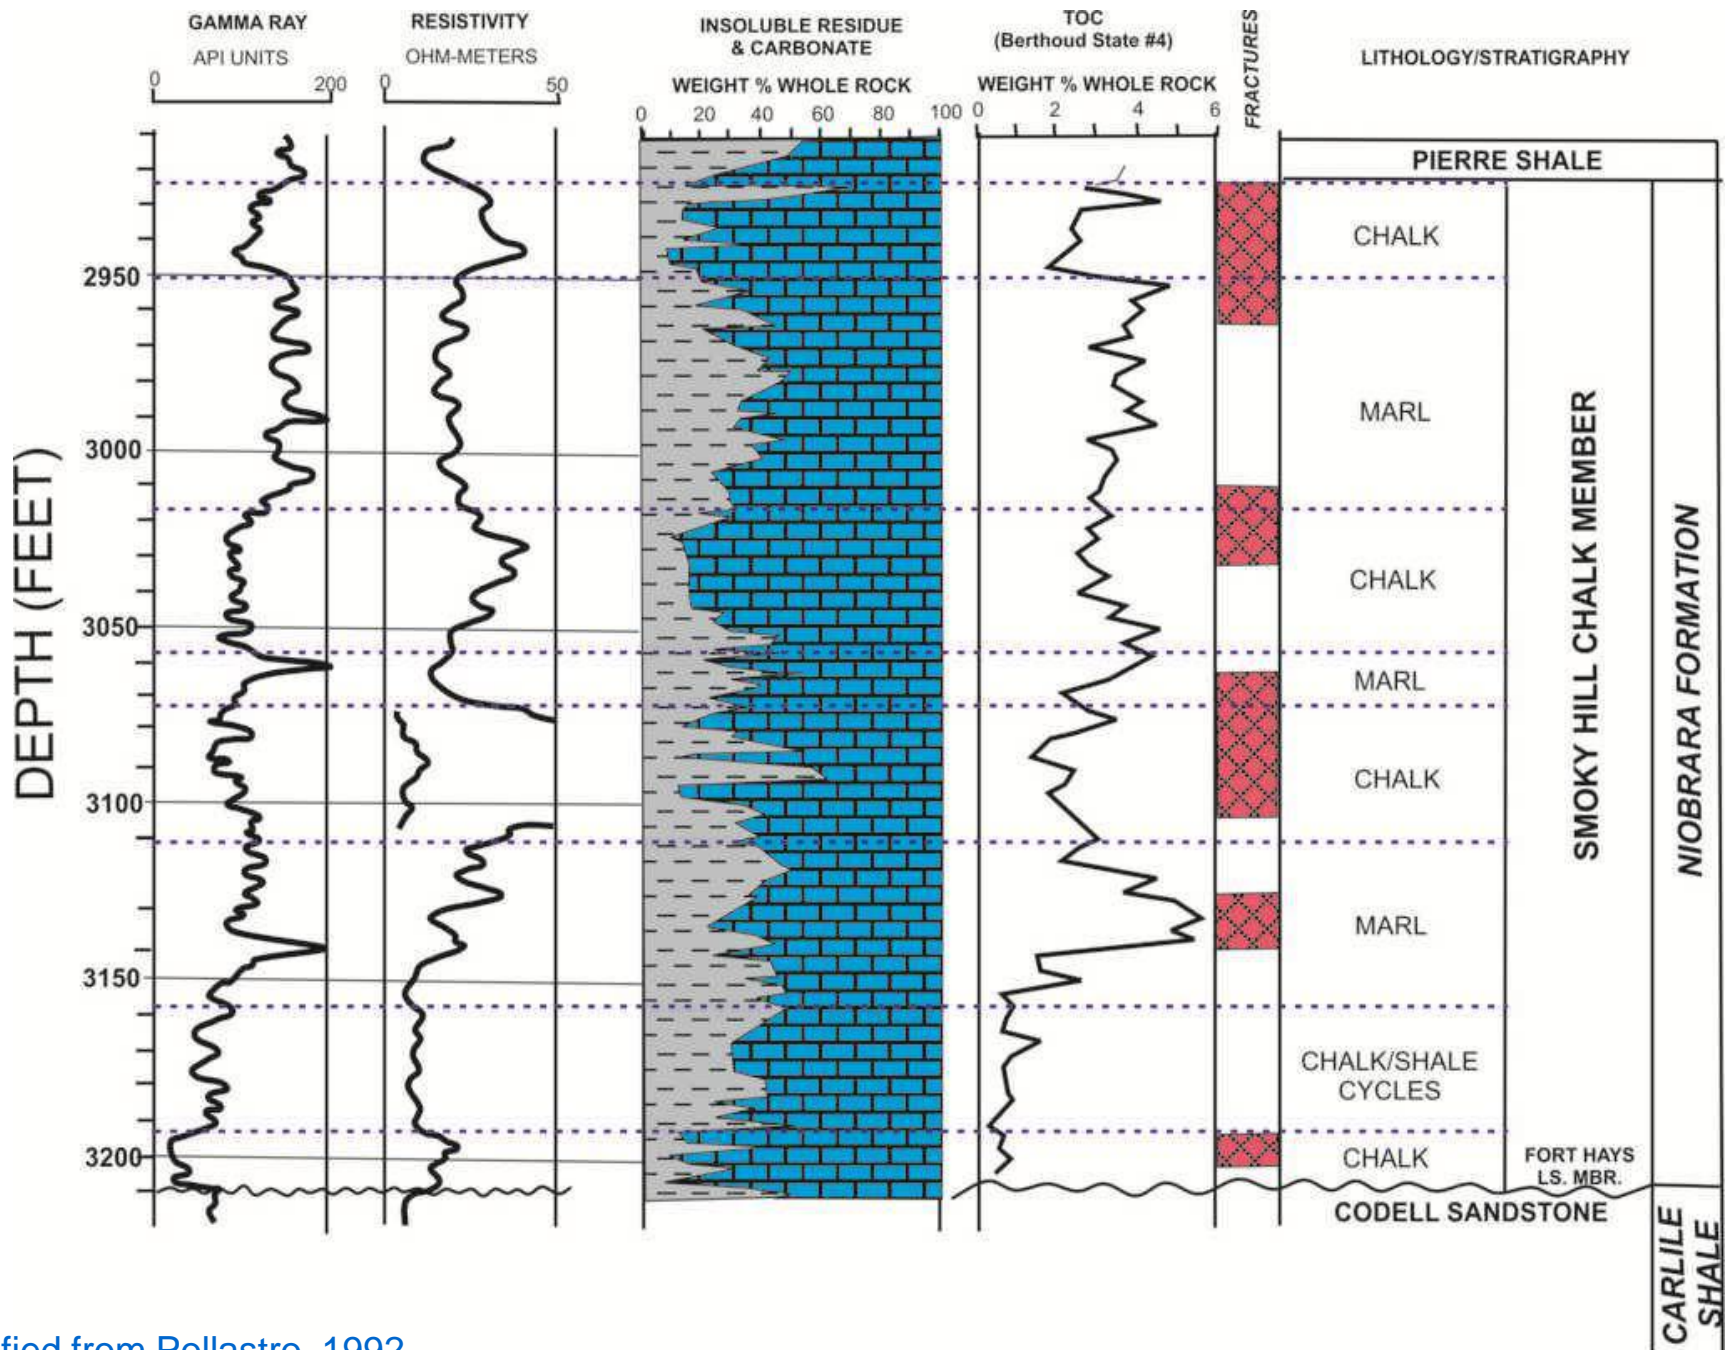 GAMMA RAY
API UNITS
0 200
RESISTIVITY
OHM-METERS
0 50
INSOLUBLE RESIDUE
& CARBONATE
WEIGHT % WHOLE ROCK
0 20 40 60 80 100
TOC
(Berthoud State #4)
WEIGHT % WHOLE ROCK
0 2 4 6
FRACTURES
LITHOLOGY/STRATIGRAPHY
DEPTH (FEET)
2950
3000
3050
3100
3150
3200
PIERRE SHALE
CHALK
MARL
CHALK
MARL
CHALK
MARL
CHALK/SHALE
CYCLES
CHALK
SMOKY HILL CHALK MEMBER
FORT HAYS
LS. MBR.
NIOBRARA FORMATION
CODELL SANDSTONE
CARLILE
SHALE
fied from Pollastro, 1992